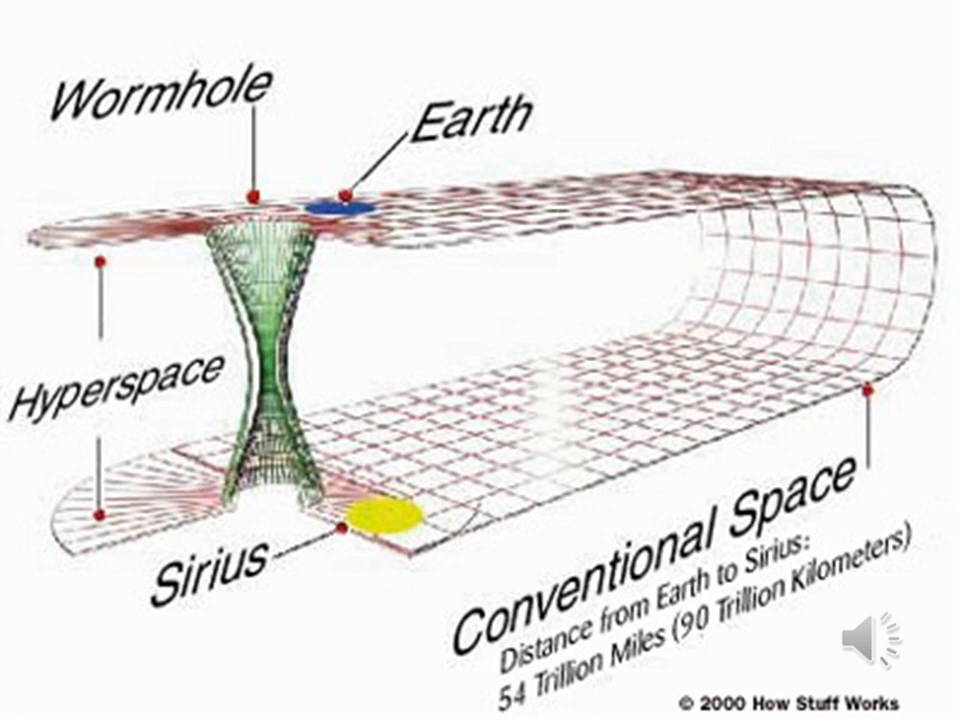 Wormhole
Earth
Hyperspace
Sirius
Conventional Space
Distance from Earth to Sirius:
54 Trillion Miles (90 Trillion Kilometers)
© 2000 How Stuff Works